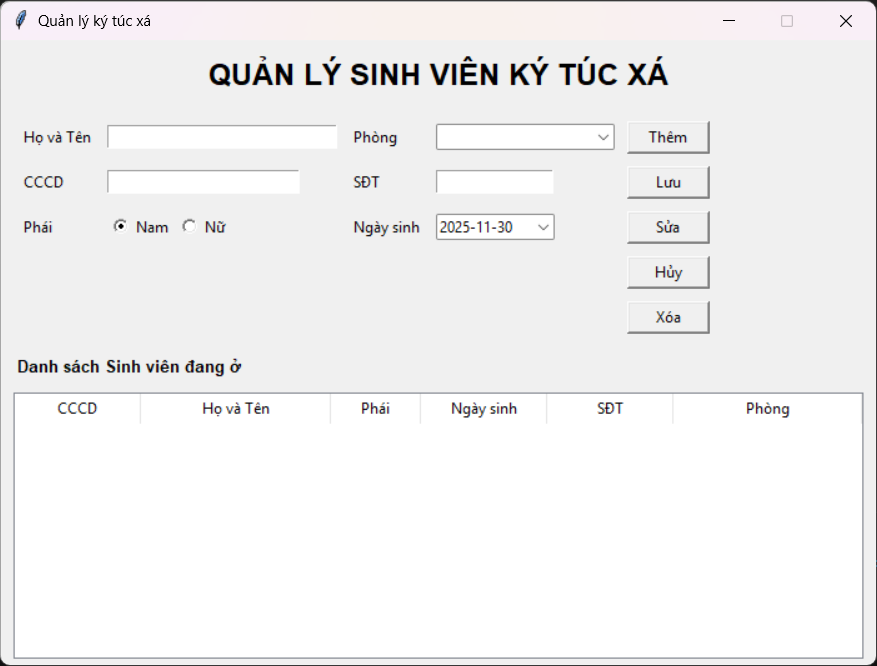 Quản lý ký túc xá
QUẢN LÝ SINH VIÊN KÝ TÚC XÁ
Họ và Tên Phòng Thêm
CCCD SĐT Lưu
Phái Nam Nữ Ngày sinh 2025-11-30 Sửa
Hủy
Xóa
Danh sách Sinh viên đang ở
CCCD Họ và Tên Phái Ngày sinh SĐT Phòng